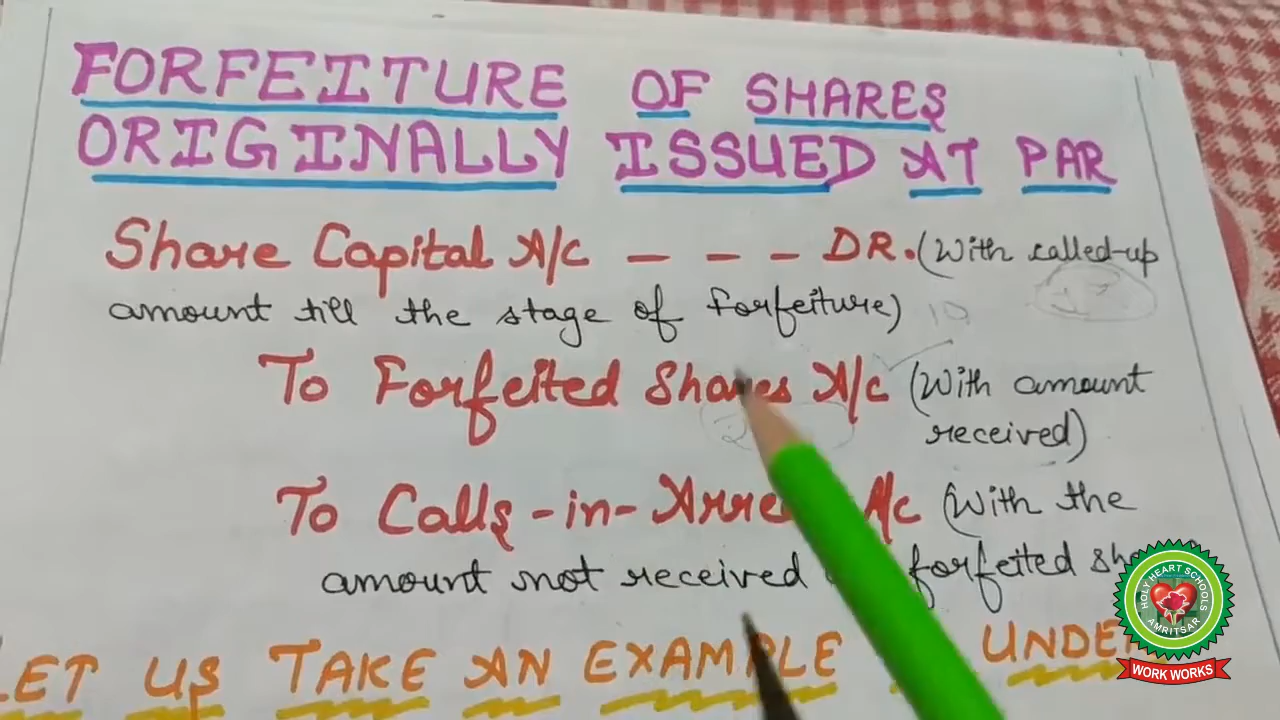 FORFEITURE OF SHARES
ORIGINALLY ISSUED AT PAR
Share Capital A/c - - - DR. (With called-up
amount till the stage of forfeiture) 10
To Forfeited Shares A/c (With amount
received)
To Calls-in- A/c (With the
amount not received forfeited
LET US TAKE AN EXAMPLE
HOLY HEART SCHOOLS
AMRITSAR
WORK WORKS